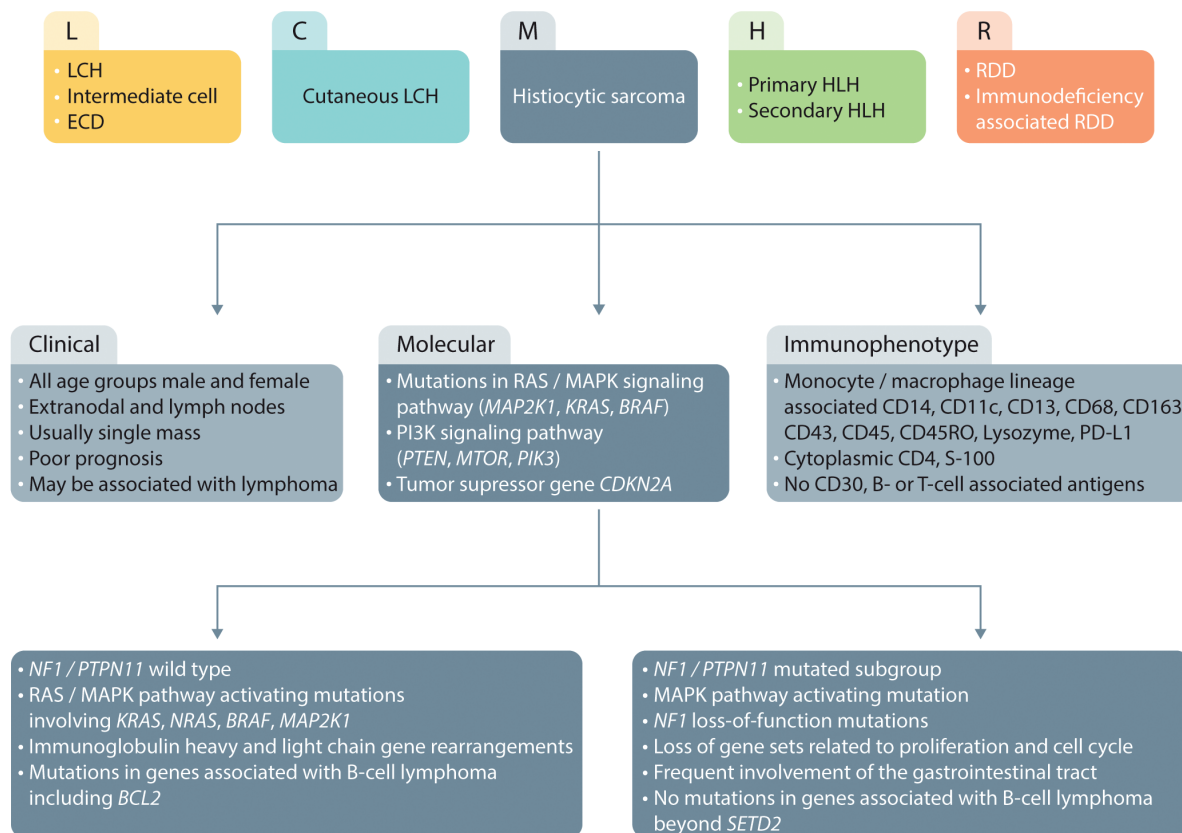 L
• LCH
• Intermediate cell
• ECD
C
Cutaneous LCH
M
Histiocytic sarcoma
H
• Primary HLH
• Secondary HLH
R
• RDD
• Immunodeficiency
associated RDD
Clinical
• All age groups male and female
• Extranodal and lymph nodes
• Usually single mass
• Poor prognosis
• May be associated with lymphoma
Molecular
• Mutations in RAS / MAPK signaling
pathway (MAP2K1, KRAS, BRAF)
• PI3K signaling pathway
(PTEN, MTOR, PIK3)
• Tumor supressor gene CDKN2A
Immunophenotype
• Monocyte / macrophage lineage
associated CD14, CD11c, CD13, CD68, CD163
CD43, CD45, CD45RO, Lysozyme, PD-L1
• Cytoplasmic CD4, S-100
• No CD30, B- or T-cell associated antigens
• NF1 / PTPN11 wild type
• RAS / MAPK pathway activating mutations
involving KRAS, NRAS, BRAF, MAP2K1
• Immunoglobulin heavy and light chain gene rearrangements
• Mutations in genes associated with B-cell lymphoma
including BCL2
• NF1 / PTPN11 mutated subgroup
• MAPK pathway activating mutation
• NF1 loss-of-function mutations
• Loss of gene sets related to proliferation and cell cycle
• Frequent involvement of the gastrointestinal tract
• No mutations in genes associated with B-cell lymphoma
beyond SETD2